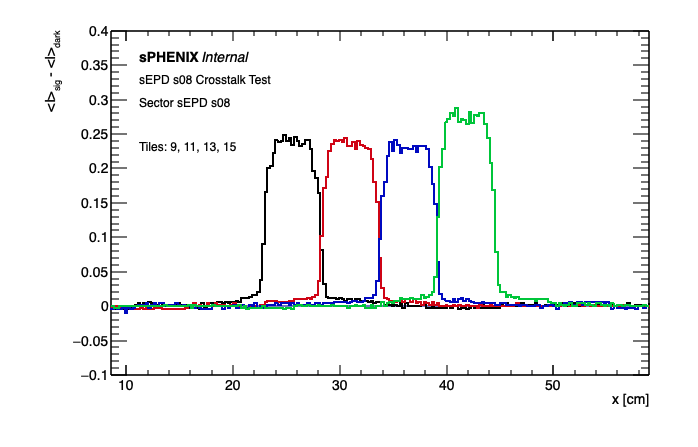 <I>sig - <I>dark
0.4
0.35
0.3
0.25
0.2
0.15
0.1
0.05
0
−0.05
−0.1
sPHENIX Internal
sEPD s08 Crosstalk Test
Sector sEPD s08
Tiles: 9, 11, 13, 15
10 20 30 40 50
x [cm]